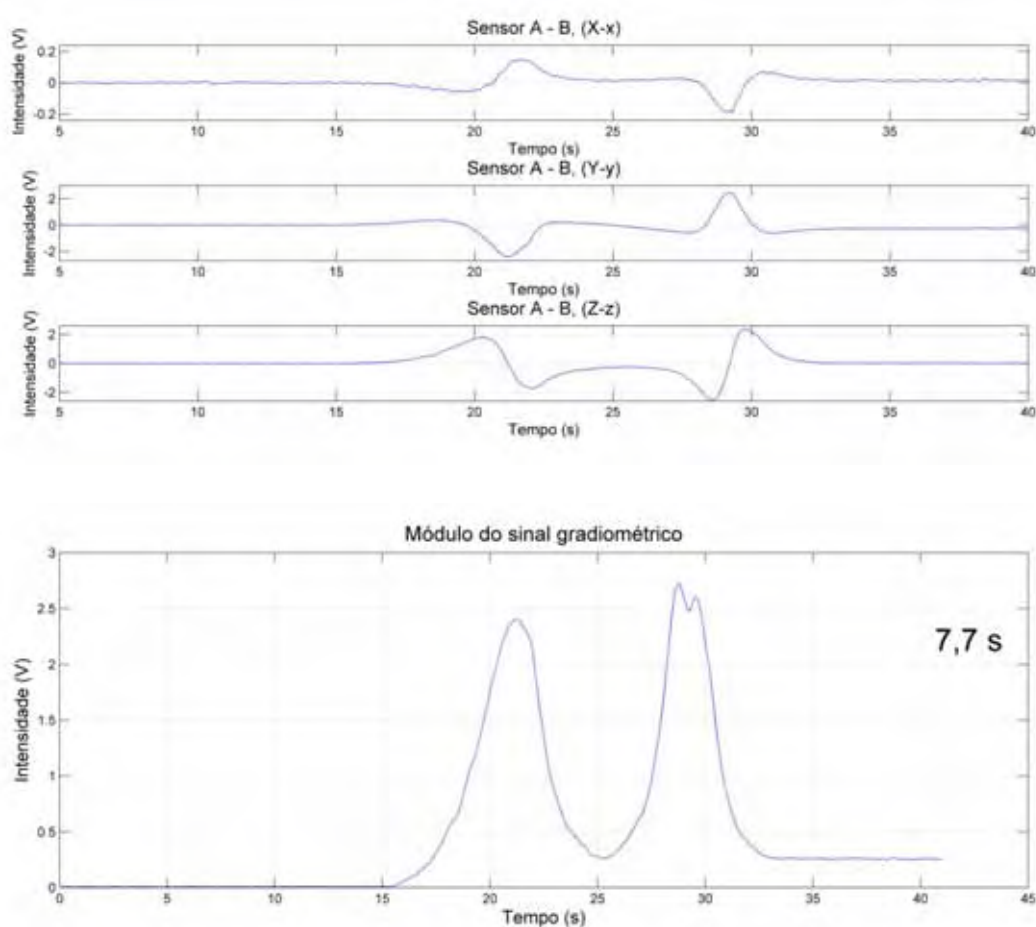 Sensor A - B, (X-x)
Intensidade (V)
0.2
0
-0.2
5 10 15 20 25 30 35 40
Tempo (s)
Sensor A - B, (Y-y)
Intensidade (V)
2
0
-2
5 10 15 20 25 30 35 40
Tempo (s)
Sensor A - B, (Z-z)
Intensidade (V)
2
0
-2
5 10 15 20 25 30 35 40
Tempo (s)
Módulo do sinal gradiométrico
Intensidade (V)
3
2.5
2
1.5
1
0.5
0
7,7 s
0 5 10 15 20 25 30 35 40 45
Tempo (s)